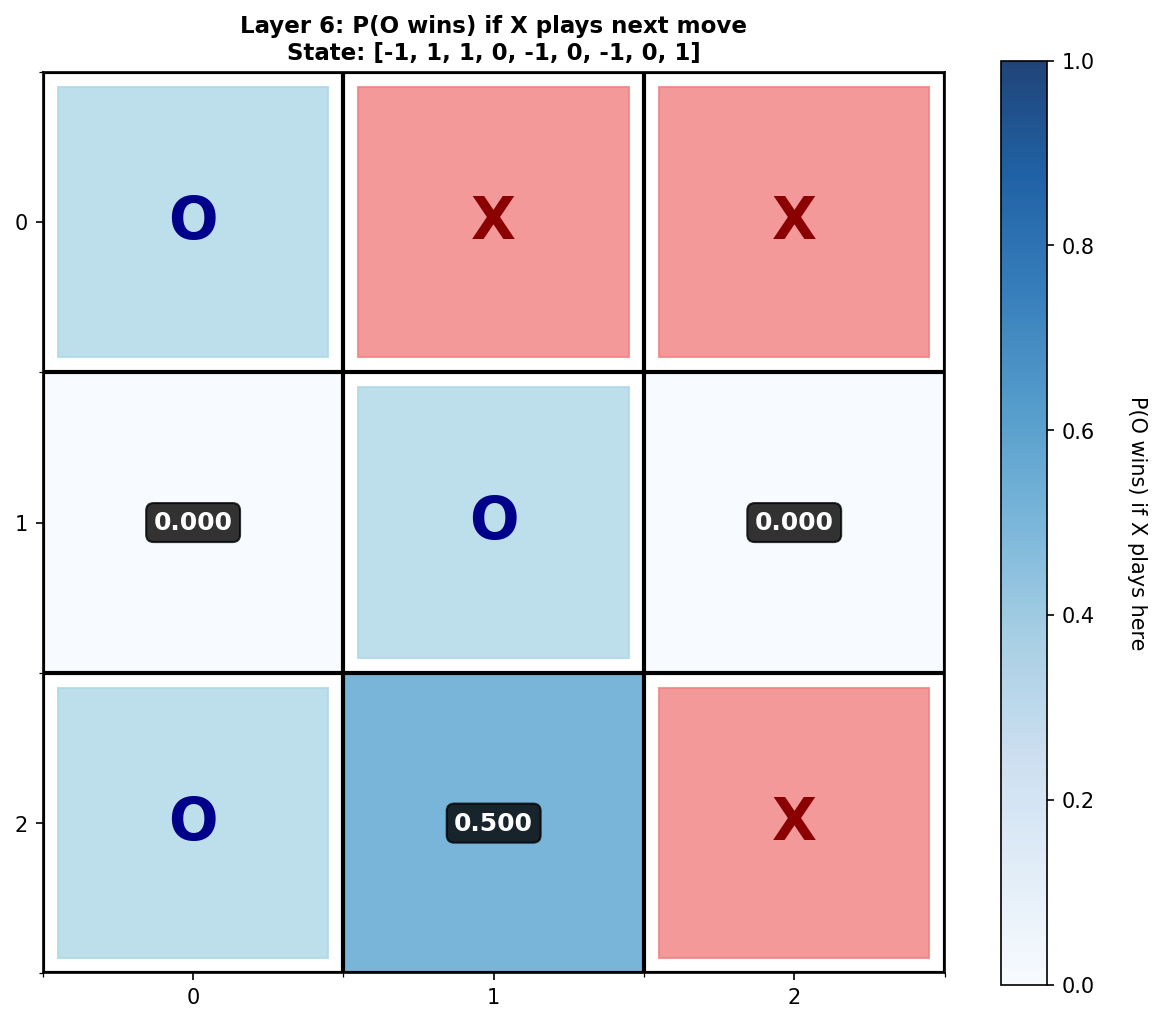 Layer 6: P(O wins) if X plays next move
State: [-1, 1, 1, 0, -1, 0, -1, 0, 1]
0
O
X
X
1
0.000
O
0.000
2
O
0.500
X
0
1
2
1.0
0.8
0.6
0.4
0.2
0.0
P(O wins) if X plays here